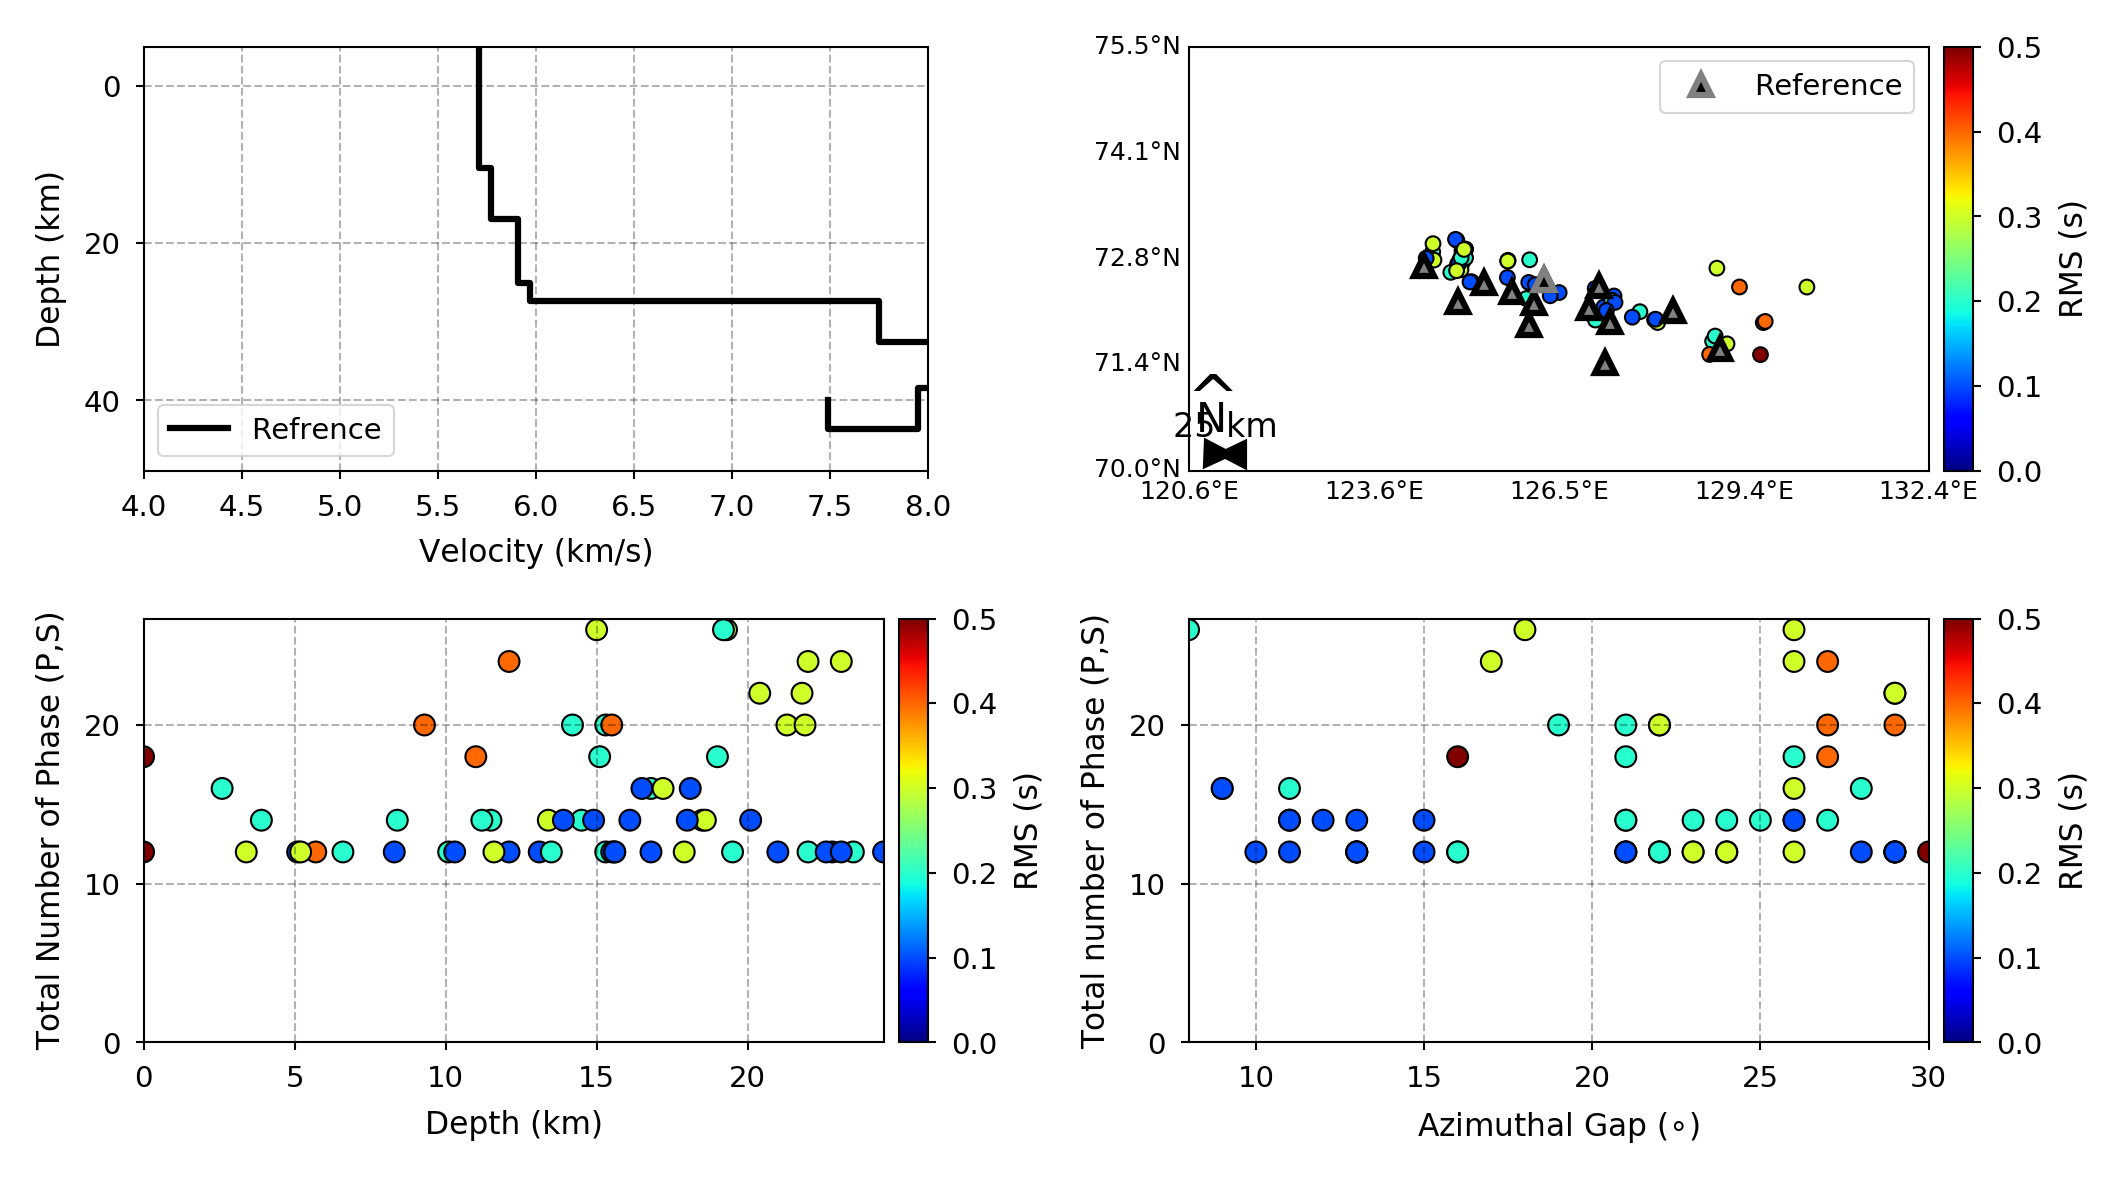 Depth (km)
0
20
40
Refrence
4.0 4.5 5.0 5.5 6.0 6.5 7.0 7.5 8.0
Velocity (km/s)
75.5°N
74.1°N
72.8°N
71.4°N
70.0°N
Reference
N
25 km
120.6°E 123.6°E 126.5°E 129.4°E 132.4°E
0.5
0.4
0.3
0.2
0.1
0.0
RMS (s)
Total Number of Phase (P,S)
20
10
0
0 5 10 15 20
Depth (km)
0.5
0.4
0.3
0.2
0.1
0.0
RMS (s)
Total number of Phase (P,S)
20
10
0
10 15 20 25 30
Azimuthal Gap (∘)
0.5
0.4
0.3
0.2
0.1
0.0
RMS (s)